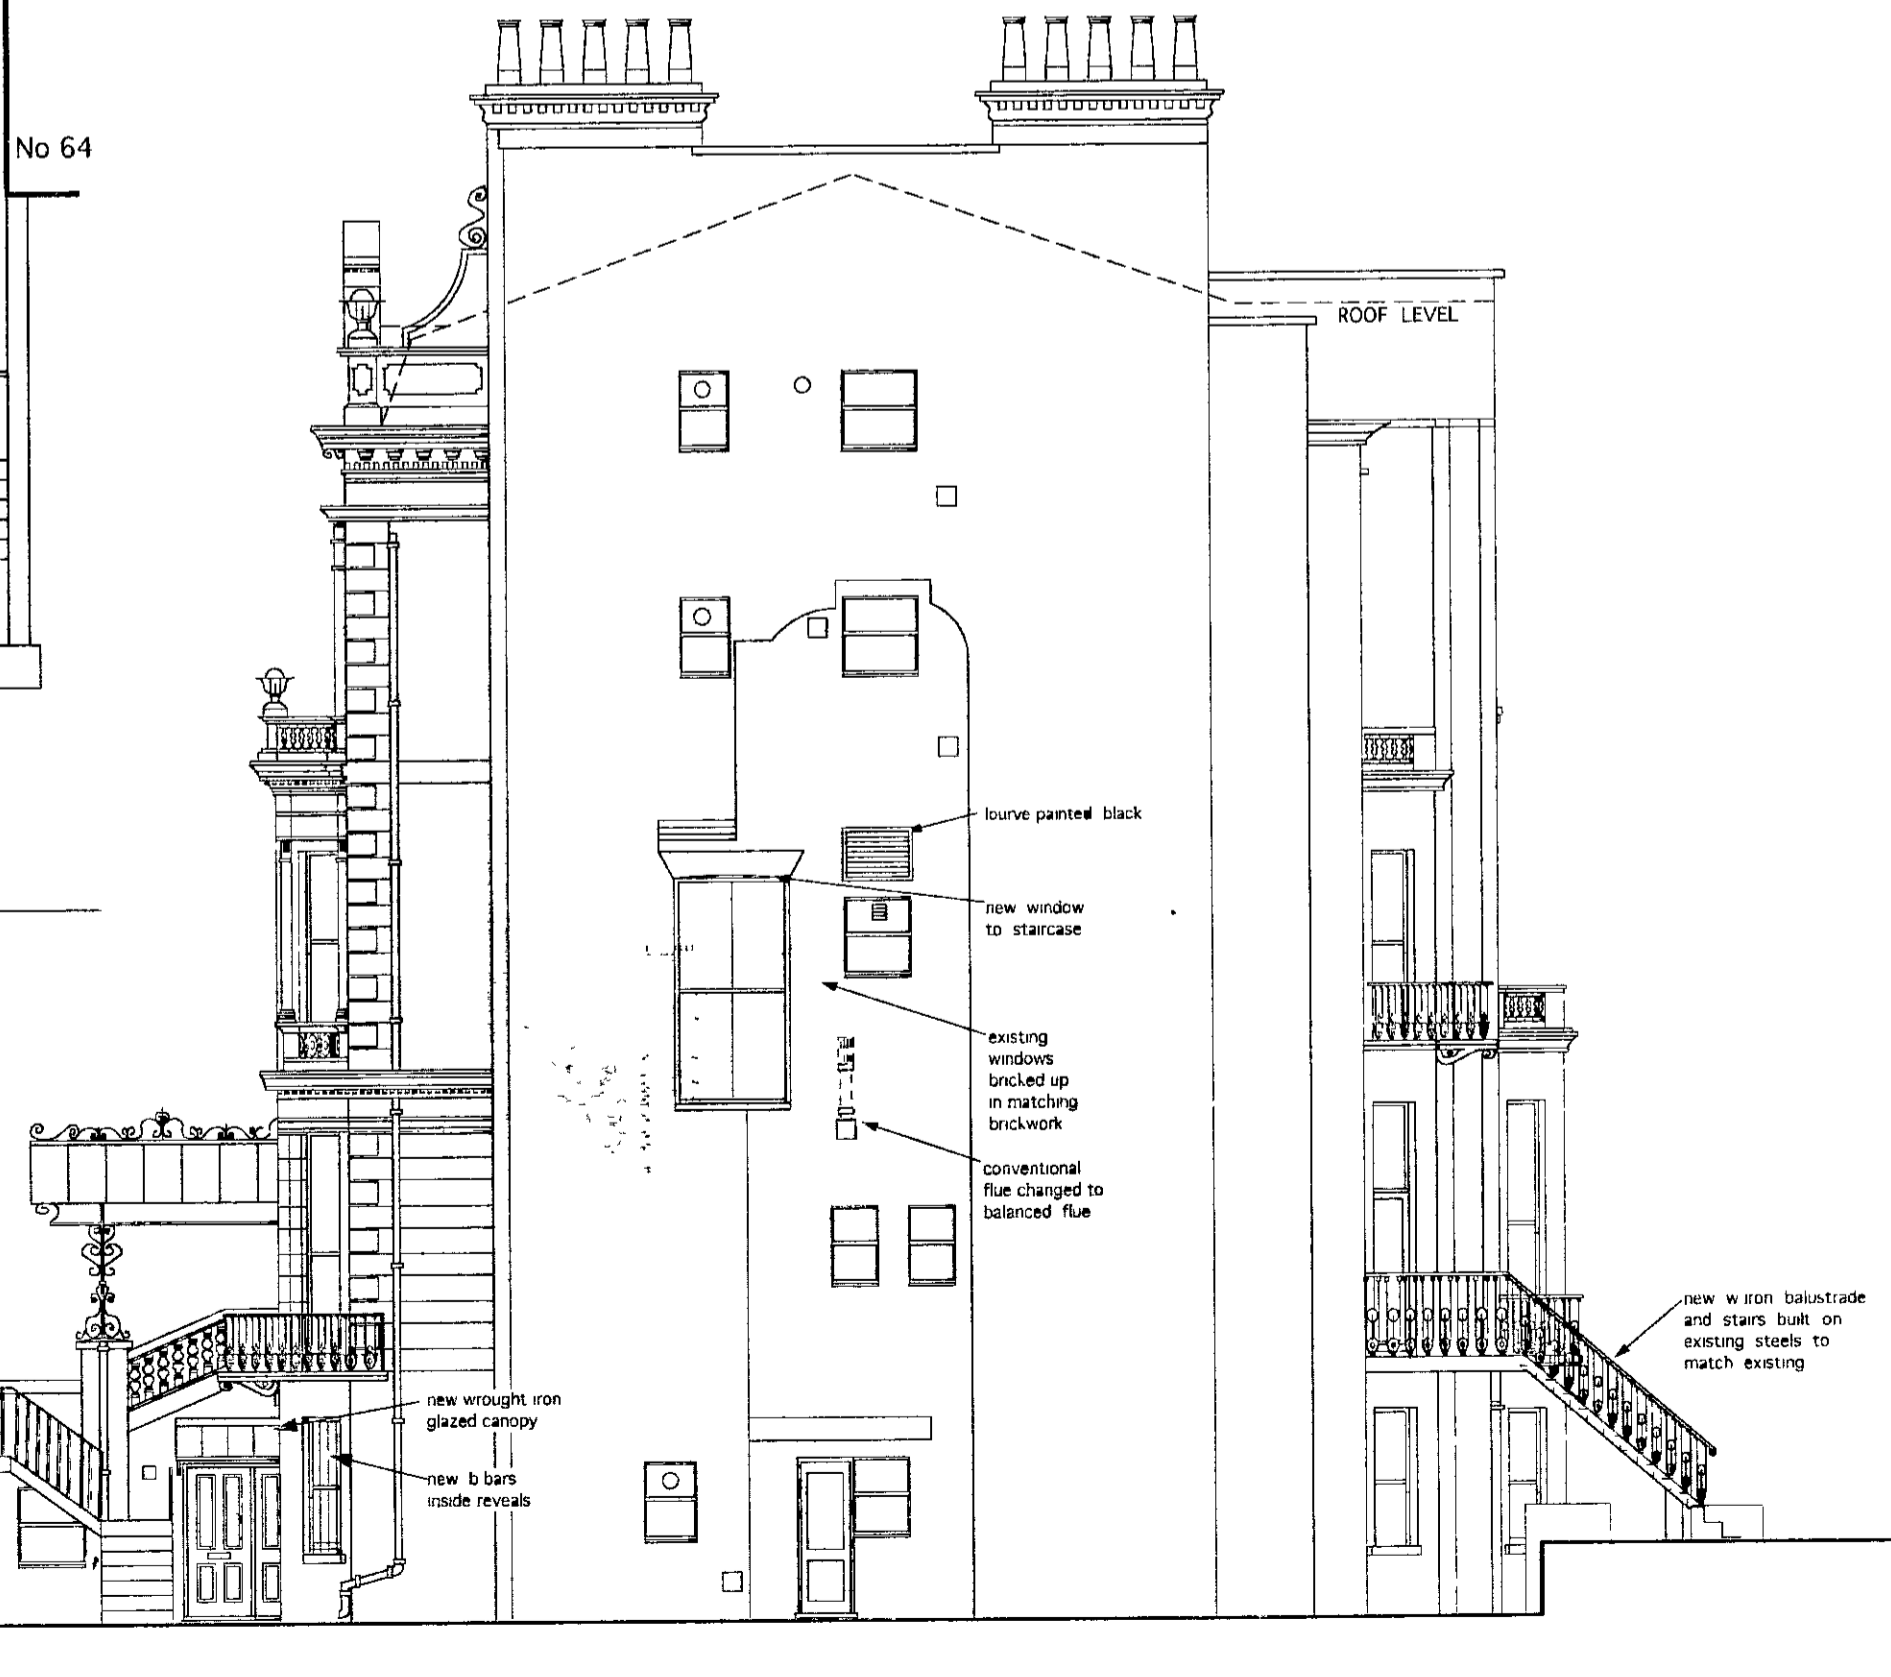 No 64
ROOF LEVEL
lourve painted black
new window
to staircase
existing
windows
bricked up
in matching
brickwork
conventional
flue changed to
balanced flue
new w iron balustrade
and stairs built on
existing steels to
match existing
new wrought iron
glazed canopy
new b bars
inside reveals